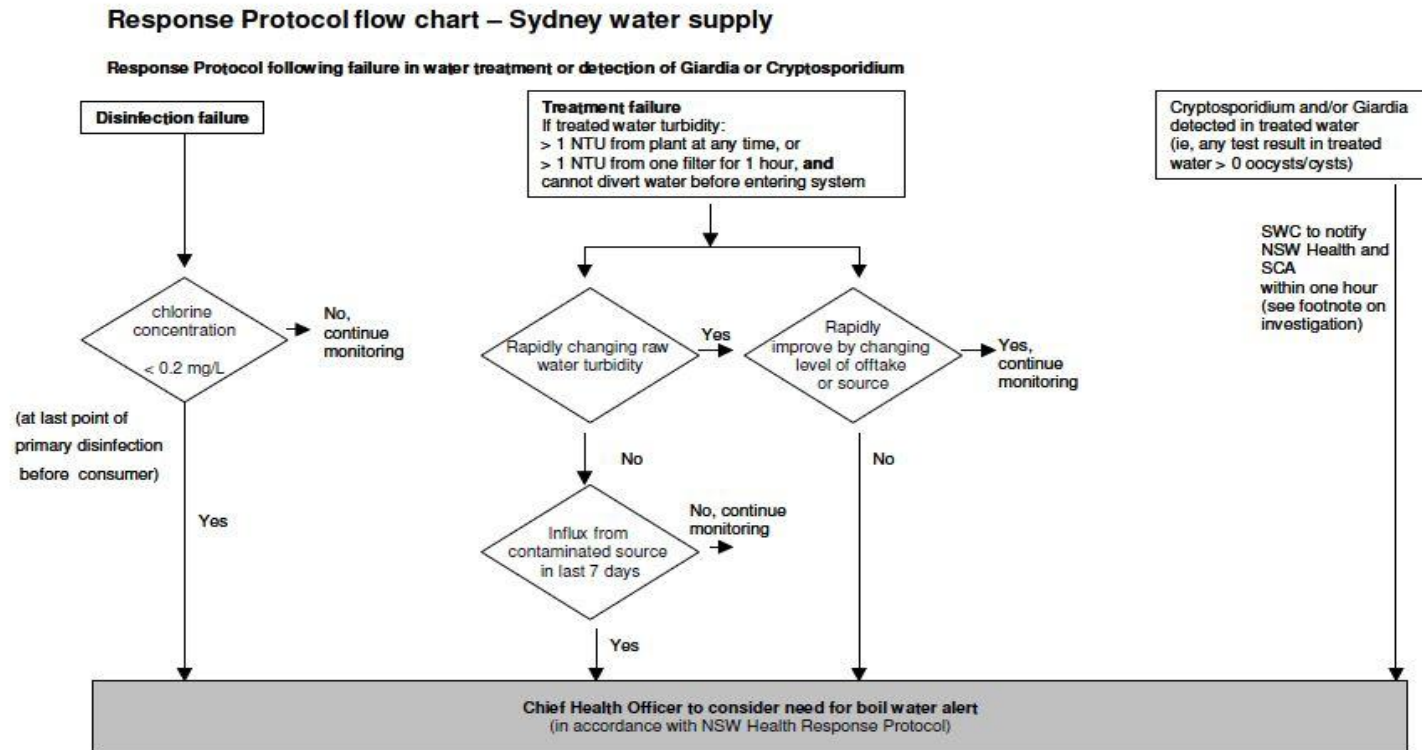 Response Protocol flow chart – Sydney water supply
Response Protocol following failure in water treatment or detection of Giardia or Cryptosporidium
Disinfection failure
Treatment failure
If treated water turbidity:
> 1 NTU from plant at any time, or
> 1 NTU from one filter for 1 hour, and
cannot divert water before entering system
Cryptosporidium and/or Giardia
detected in treated water
(ie, any test result in treated
water > 0 oocysts/cysts)
SWC to notify
NSW Health and
SCA
within one hour
(see footnote on
investigation)
chlorine
concentration
< 0.2 mg/L
No,
continue
monitoring
(at last point of
primary disinfection
before consumer)
Yes
Rapidly changing raw
water turbidity
Yes
Rapidly
improve by changing
level of offtake
or source
Yes,
continue
monitoring
No
No
Influx from
contaminated source
in last 7 days
No, continue
monitoring
Yes
Chief Health Officer to consider need for boil water alert
(in accordance with NSW Health Response Protocol)